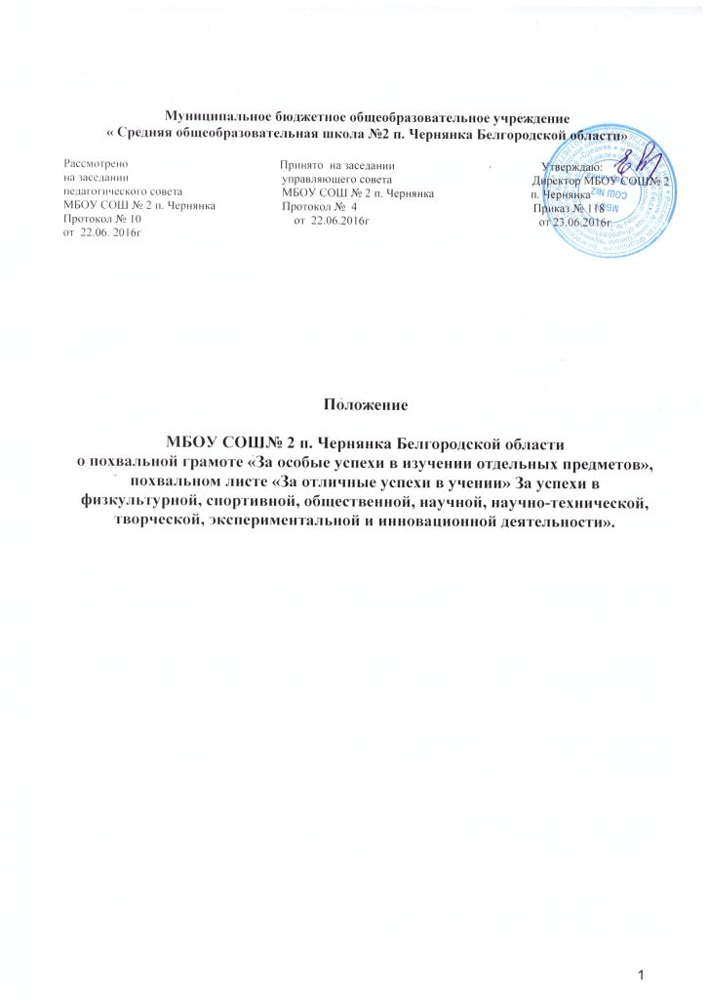 Муниципальное бюджетное общеобразовательное учреждение
« Средняя общеобразовательная школа №2 п. Чернянка Белгородской области»
Рассмотрено
на заседании
педагогического совета
МБОУ СОШ № 2 п. Чернянка
Протокол № 10
от 22.06. 2016г
Принято на заседании
управляющего совета
МБОУ СОШ № 2 п. Чернянка
Протокол № 4
от 22.06.2016г
Утверждаю:
Директор МБОУ СОШ№ 2
п. Чернянка
Приказ № 118
от 23.06.2016г.
МБОУ
СОШ №2
Положение
МБОУ СОШ№ 2 п. Чернянка Белгородской области
о похвальной грамоте «За особые успехи в изучении отдельных предметов»,
похвальном листе «За отличные успехи в учении» За успехи в
физкультурной, спортивной, общественной, научной, научно-технической,
творческой, экспериментальной и инновационной деятельности».
1